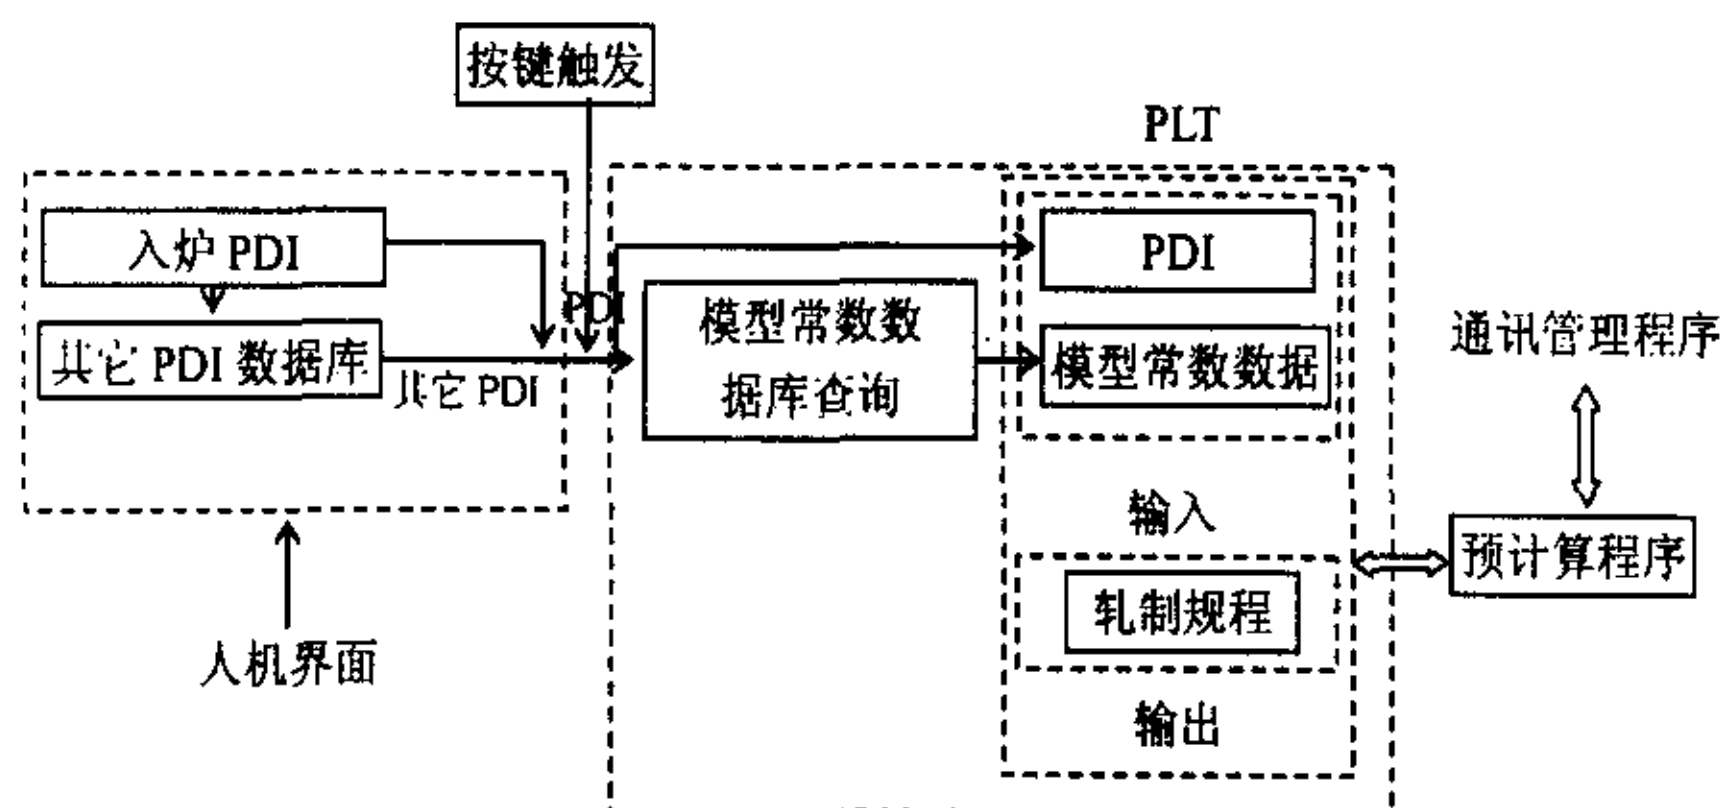 按键触发
PLT
入炉 PDI
PDI
PDI
其它 PDI 数据库
其它 PDI
模型常数数
据库查询
模型常数数据
通讯管理程序
输入
预计算程序
轧制规程
人机界面
输出